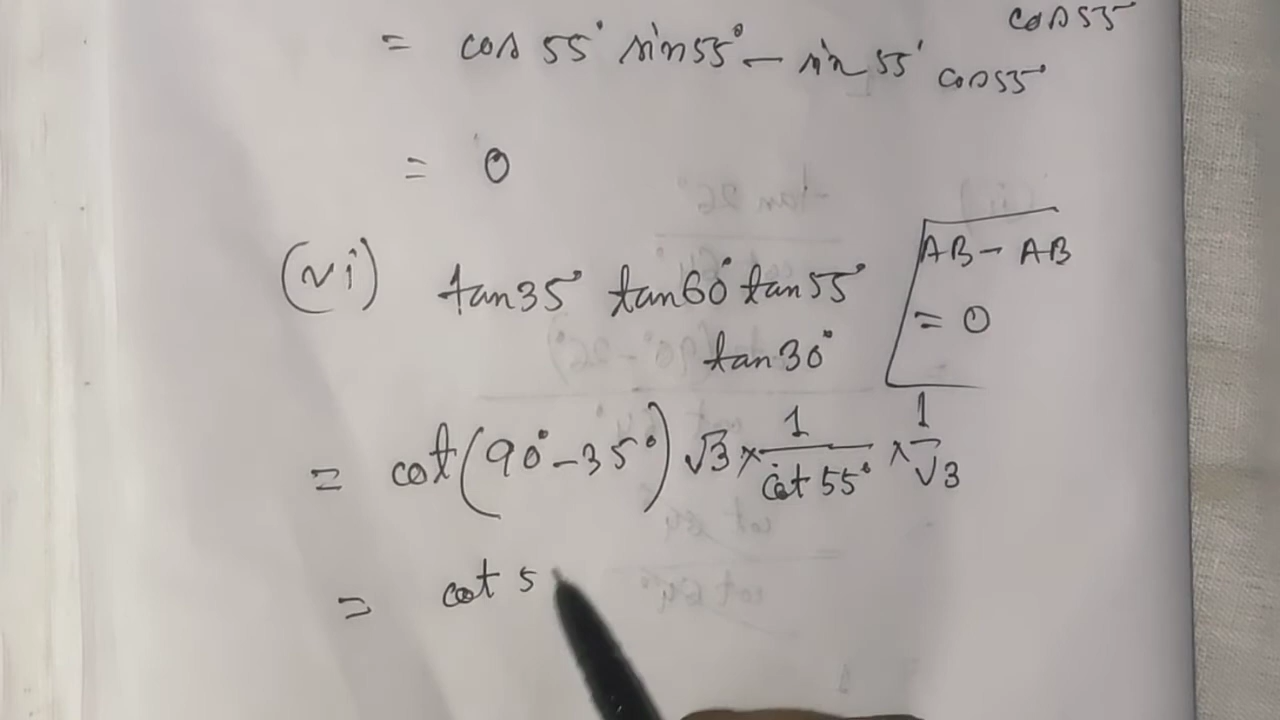 cos 55°
= cos 55° sin 55° - sin 55° cos 55°
= 0
(vi) tan 35° tan 60° tan 55°
tan 30°
AB - AB
= 0
= cot (90° - 35°) √3 × 1/cot 55° × 1/√3
= cot 5